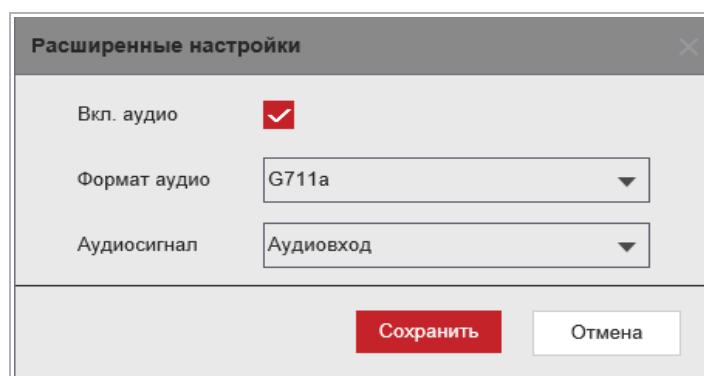 Расширенные настройки
Вкл. аудио
Формат аудио G711a
Аудиосигнал Аудиовход
Сохранить Отмена